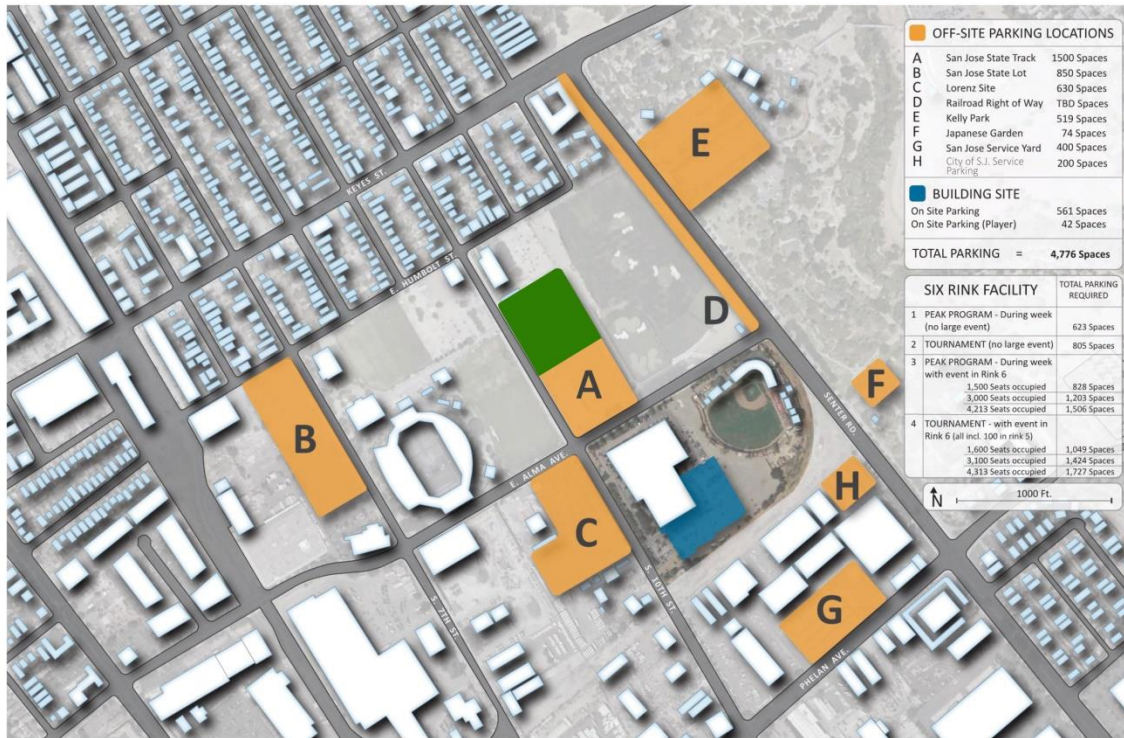 OFF-SITE PARKING LOCATIONS
A San Jose State Track 1500 Spaces
B San Jose State Lot 850 Spaces
C Lorenz Site 630 Spaces
D Railroad Right of Way TBD Spaces
E Kelly Park 519 Spaces
F Japanese Garden 74 Spaces
G San Jose Service Yard 400 Spaces
H City of S.J. Service Parking 200 Spaces
BUILDING SITE
On Site Parking 561 Spaces
On Site Parking (Player) 42 Spaces
TOTAL PARKING = 4,776 Spaces
SIX RINK FACILITY TOTAL PARKING REQUIRED
1 PEAK PROGRAM - During week
(no large event) 623 Spaces
2 TOURNAMENT (no large event) 805 Spaces
3 PEAK PROGRAM - During week
with event in Rink 6
1,500 Seats occupied 828 Spaces
3,000 Seats occupied 1,203 Spaces
4,213 Seats occupied 1,506 Spaces
4 TOURNAMENT - with event in
Rink 6 (all incl. 100 in rink 5)
1,600 Seats occupied 1,049 Spaces
3,100 Seats occupied 1,424 Spaces
4,313 Seats occupied 1,727 Spaces
N 1000 Ft.
KEYES ST.
E. HUMBOLT ST.
E. ALMA AVE.
S. 7TH ST.
S. 10TH ST.
SENTER RD.
PHELAN AVE.
A
B
C
D
E
F
G
H